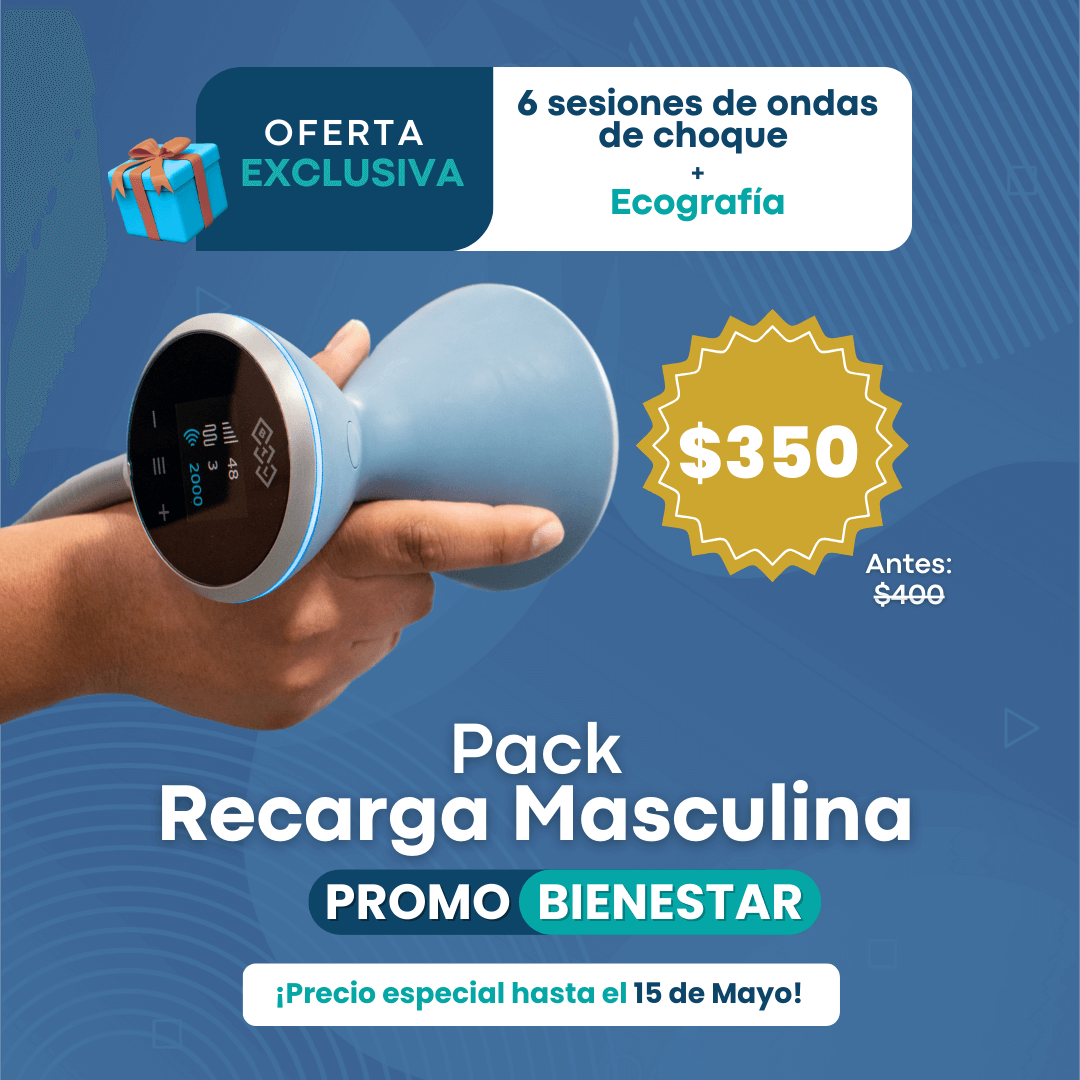 OFERTA
EXCLUSIVA
6 sesiones de ondas
de choque
+
Ecografía
48
3
2000
$350
Antes:
$400
Pack
Recarga Masculina
PROMO BIENESTAR
¡Precio especial hasta el 15 de Mayo!